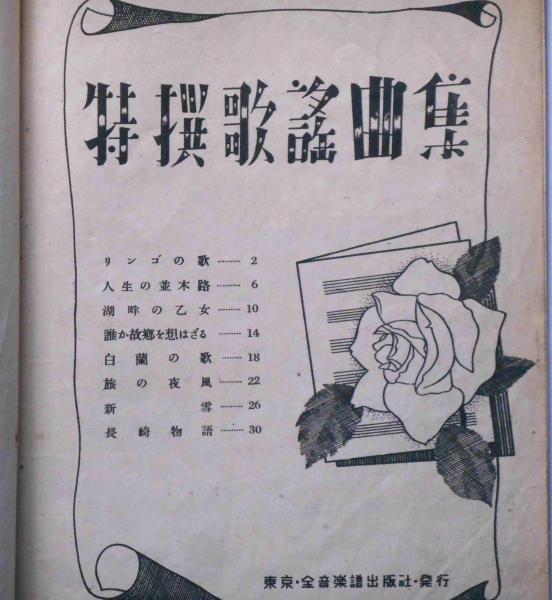 特撰歌謠曲集
リンゴの歌……… 2
人生の並木路……… 6
湖畔の乙女……… 10
誰か故鄕を想はざる……… 14
白蘭の歌……… 18
旅の夜風……… 22
新雪……… 26
長崎物語……… 30
東京・全音楽譜出版社・発行